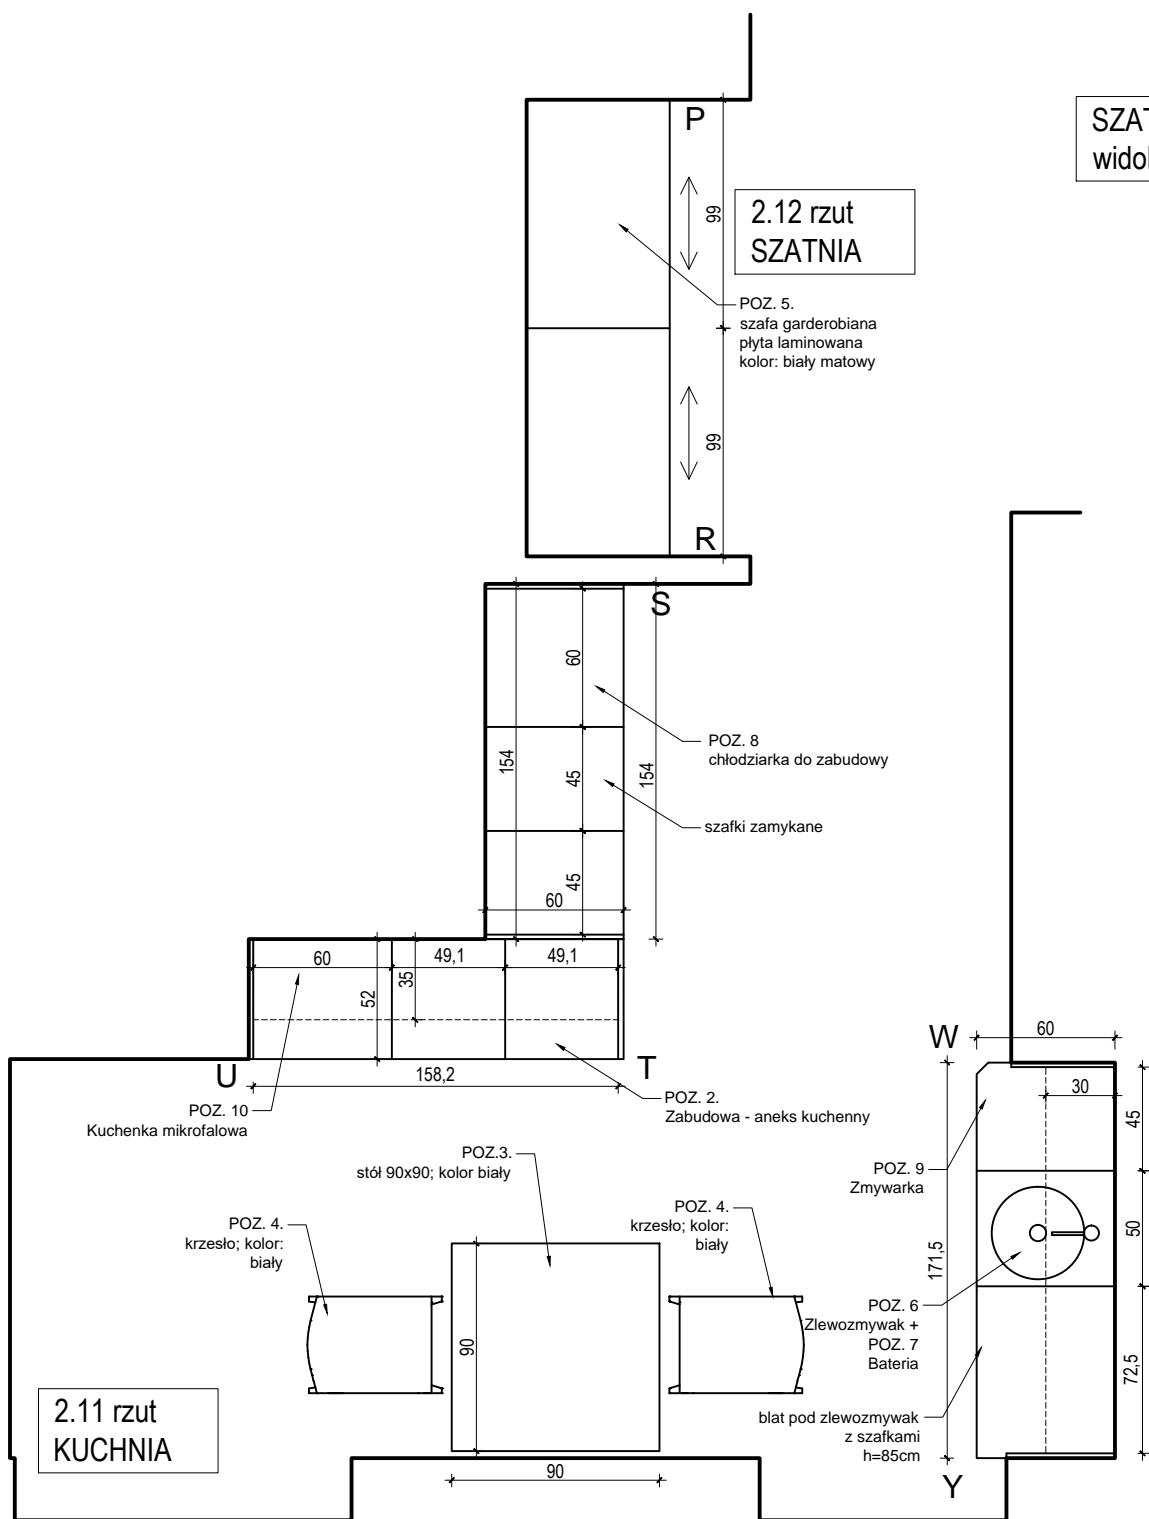 P
SZAT
wido
99
2.12 rzut
SZATNIA
POZ. 5.
szafa garderobiana
płyta laminowana
kolor: biały matowy
99
R
S
60
154
45
154
POZ. 8
chłodziarka do zabudowy
szafki zamykane
45
60
60
49,1
49,1
35
52
U
158,2
T
W
60
30
45
POZ. 10
Kuchenka mikrofalowa
POZ. 2.
Zabudowa - aneks kuchenny
POZ.3.
stół 90x90; kolor biały
POZ. 9
Zmywarka
POZ. 4.
krzesło; kolor:
biały
POZ. 4.
krzesło; kolor:
biały
50
171,5
POZ. 6
Zlewozmywak +
POZ. 7
Bateria
90
72,5
2.11 rzut
KUCHNIA
blat pod zlewozmywak
z szafkami
h=85cm
90
Y